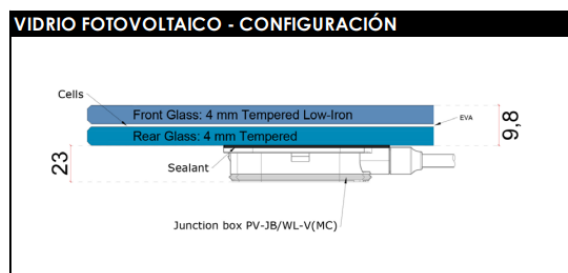 VIDRIO FOTOVOLTAICO - CONFIGURACIÓN
Cells
Front Glass: 4 mm Tempered Low-Iron
EVA
9,8
Rear Glass: 4 mm Tempered
23
Sealant
Junction box PV-JB/WL-V(MC)